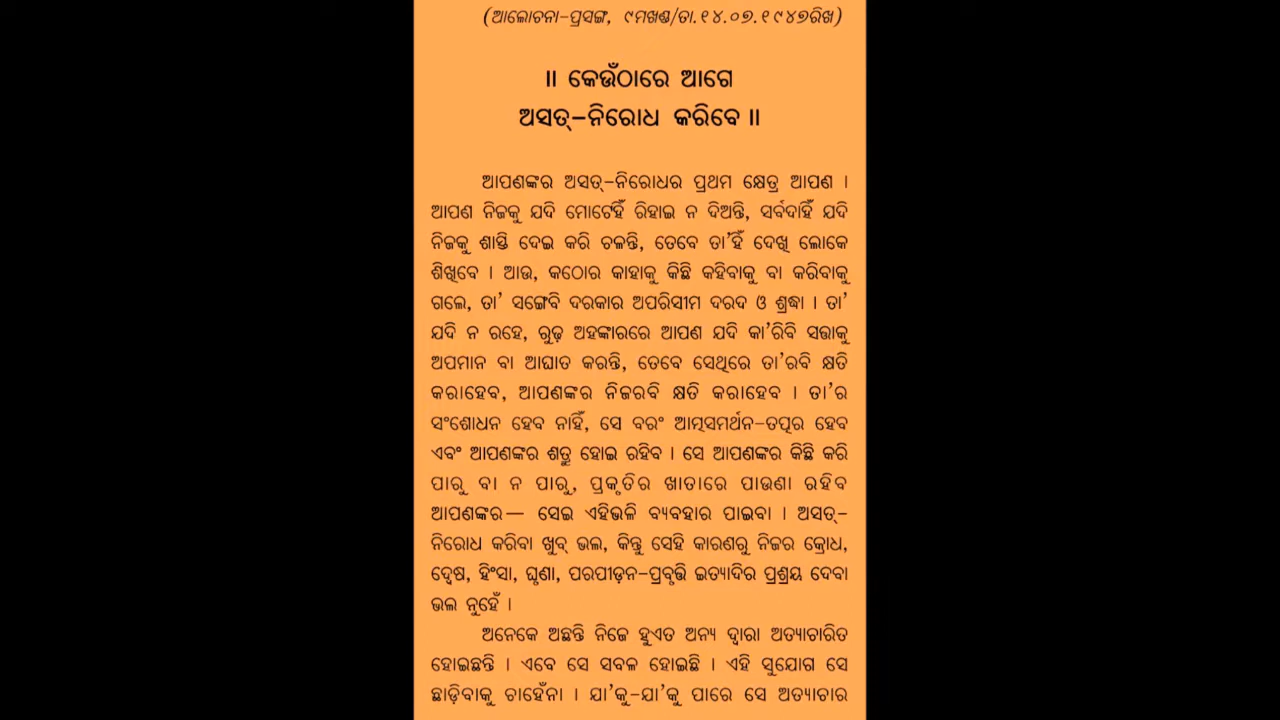 (ଆଲୋଚନା-ପ୍ରସଙ୍ଗ, ୯ମଖଣ୍ଡ/ତା.୧୪.୦୭.୧୯୪୭ରିଖ)
॥ କେଉଁଠାରେ ଆଗେ
ଅସତ୍-ନିରୋଧ କରିବେ ॥
ଆପଣଙ୍କର ଅସତ୍-ନିରୋଧର ପ୍ରଥମ କ୍ଷେତ୍ର ଆପଣ ।
ଆପଣ ନିଜକୁ ଯଦି ମୋଟେହିଁ ରିହାଇ ନ ଦିଅନ୍ତି, ସର୍ବଦାହିଁ ଯଦି
ନିଜକୁ ଶାସ୍ତି ଦେଇ କରି ଚଳନ୍ତି, ତେବେ ତା'ହିଁ ଦେଖି ଲୋକେ
ଶିଖିବେ । ଆଉ, କଠୋର କାହାକୁ କିଛି କହିବାକୁ ବା କରିବାକୁ
ଗଲେ, ତା' ସଙ୍ଗେବି ଦରକାର ଅପରିସୀମ ଦରଦ ଓ ଶ୍ରଦ୍ଧା । ତା'
ଯଦି ନ ରହେ, ରୁଢ଼ ଅହଙ୍କାରରେ ଆପଣ ଯଦି କା'ରିବି ସତ୍ତାକୁ
ଅପମାନ ବା ଆଘାତ କରନ୍ତି, ତେବେ ସେଥିରେ ତା'ରବି କ୍ଷତି
କରାହେବ, ଆପଣଙ୍କର ନିଜରବି କ୍ଷତି କରାହେବ । ତା'ର
ସଂଶୋଧନ ହେବ ନାହିଁ, ସେ ବରଂ ଆତ୍ମସମର୍ଥନ-ତତ୍ପର ହେବ
ଏବଂ ଆପଣଙ୍କର ଶତ୍ରୁ ହୋଇ ରହିବ । ସେ ଆପଣଙ୍କର କିଛି କରି
ପାରୁ ବା ନ ପାରୁ, ପ୍ରକୃତିର ଖାତାରେ ପାଉଣା ରହିବ
ଆପଣଙ୍କର— ସେଇ ଏହିଭଳି ବ୍ୟବହାର ପାଇବା । ଅସତ୍-
ନିରୋଧ କରିବା ଖୁବ୍ ଭଲ, କିନ୍ତୁ ସେହି କାରଣରୁ ନିଜର କ୍ରୋଧ,
ଦ୍ୱେଷ, ହିଂସା, ଘୃଣା, ପରପୀଡ଼ନ-ପ୍ରବୃତ୍ତି ଇତ୍ୟାଦିର ପ୍ରଶ୍ରୟ ଦେବା
ଭଲ ନୁହେଁ ।
ଅନେକେ ଅଛନ୍ତି ନିଜେ ହୁଏତ ଅନ୍ୟ ଦ୍ୱାରା ଅତ୍ୟାଚାରିତ
ହୋଇଛନ୍ତି । ଏବେ ସେ ସବଳ ହୋଇଛି । ଏହି ସୁଯୋଗ ସେ
ଛାଡ଼ିବାକୁ ଚାହେଁନା । ଯା'କୁ-ଯା'କୁ ପାରେ ସେ ଅତ୍ୟାଚାର